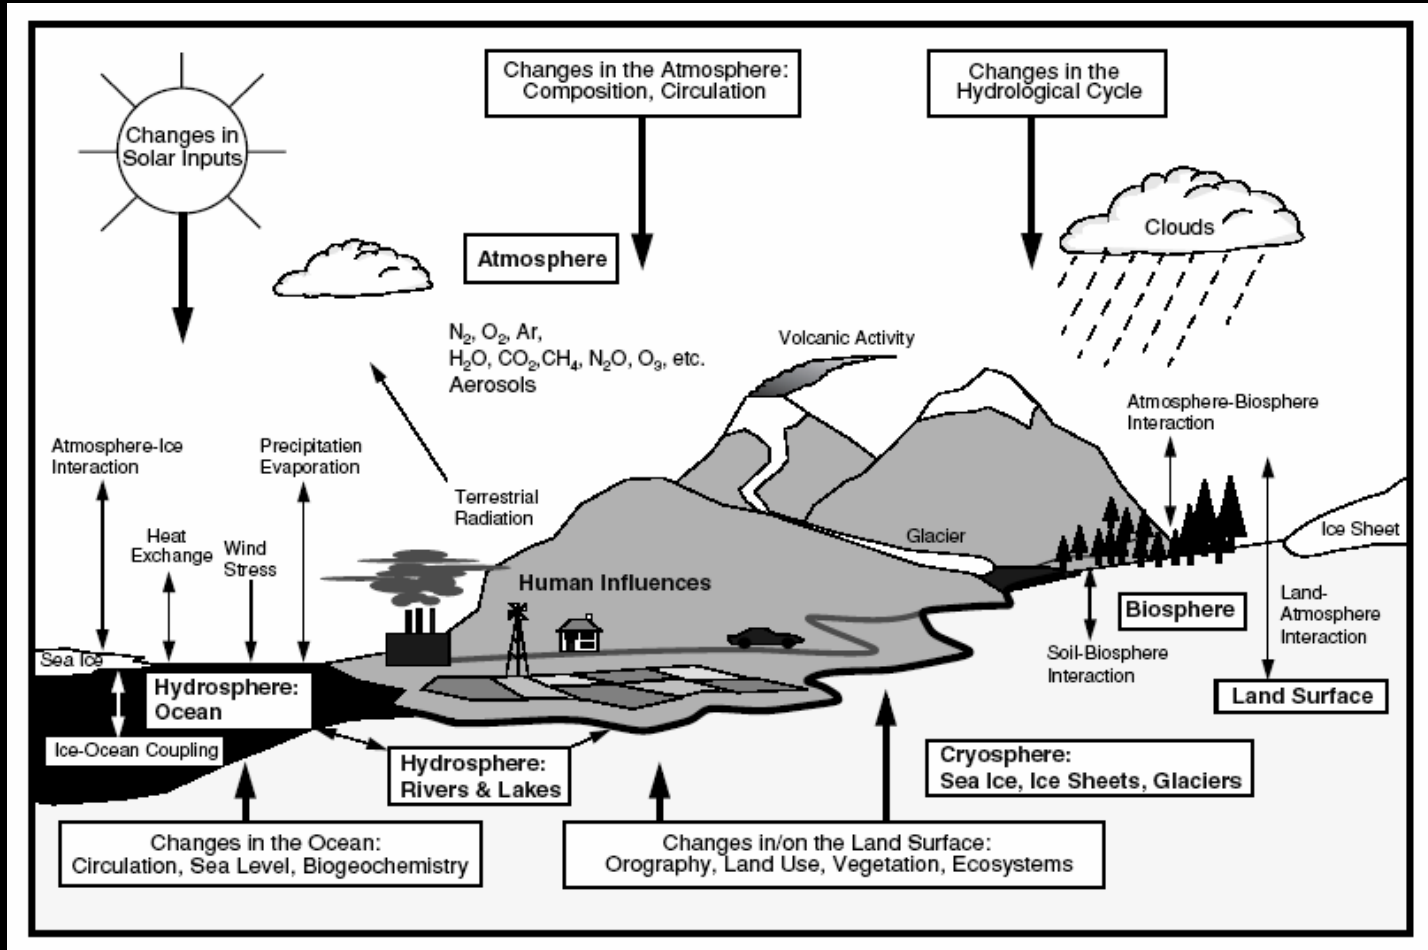 Changes in
Solar Inputs
Changes in the Atmosphere:
Composition, Circulation
Changes in the
Hydrological Cycle
Clouds
Atmosphere
N₂, O₂, Ar,
H₂O, CO₂,CH₄, N₂O, O₃, etc.
Aerosols
Volcanic Activity
Atmosphere-Biosphere
Interaction
Atmosphere-Ice
Interaction
Precipitation
Evaporation
Terrestrial
Radiation
Heat
Exchange
Wind
Stress
Glacier
Ice Sheet
Human Influences
Biosphere
Land-
Atmosphere
Interaction
Soil-Biosphere
Interaction
Sea Ice
Hydrosphere:
Ocean
Land Surface
Ice-Ocean Coupling
Hydrosphere:
Rivers & Lakes
Cryosphere:
Sea Ice, Ice Sheets, Glaciers
Changes in the Ocean:
Circulation, Sea Level, Biogeochemistry
Changes in/on the Land Surface:
Orography, Land Use, Vegetation, Ecosystems